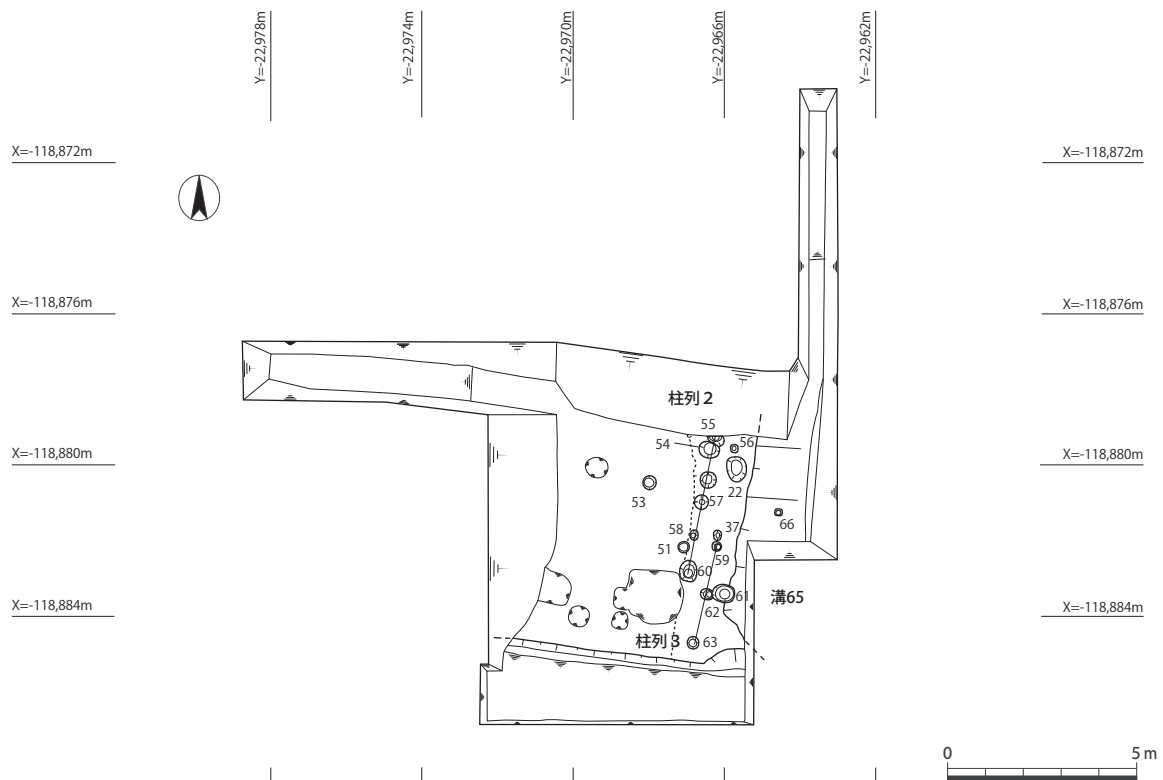 Y=-22,978m
Y=-22,974m
Y=-22,970m
Y=-22,966m
Y=-22,962m
X=-118,872m
X=-118,872m
X=-118,876m
X=-118,876m
柱列2
55
54
56
X=-118,880m
X=-118,880m
53
22
57
66
58
37
51
59
60
溝65
61
X=-118,884m
X=-118,884m
62
柱列3
63
0
5 m